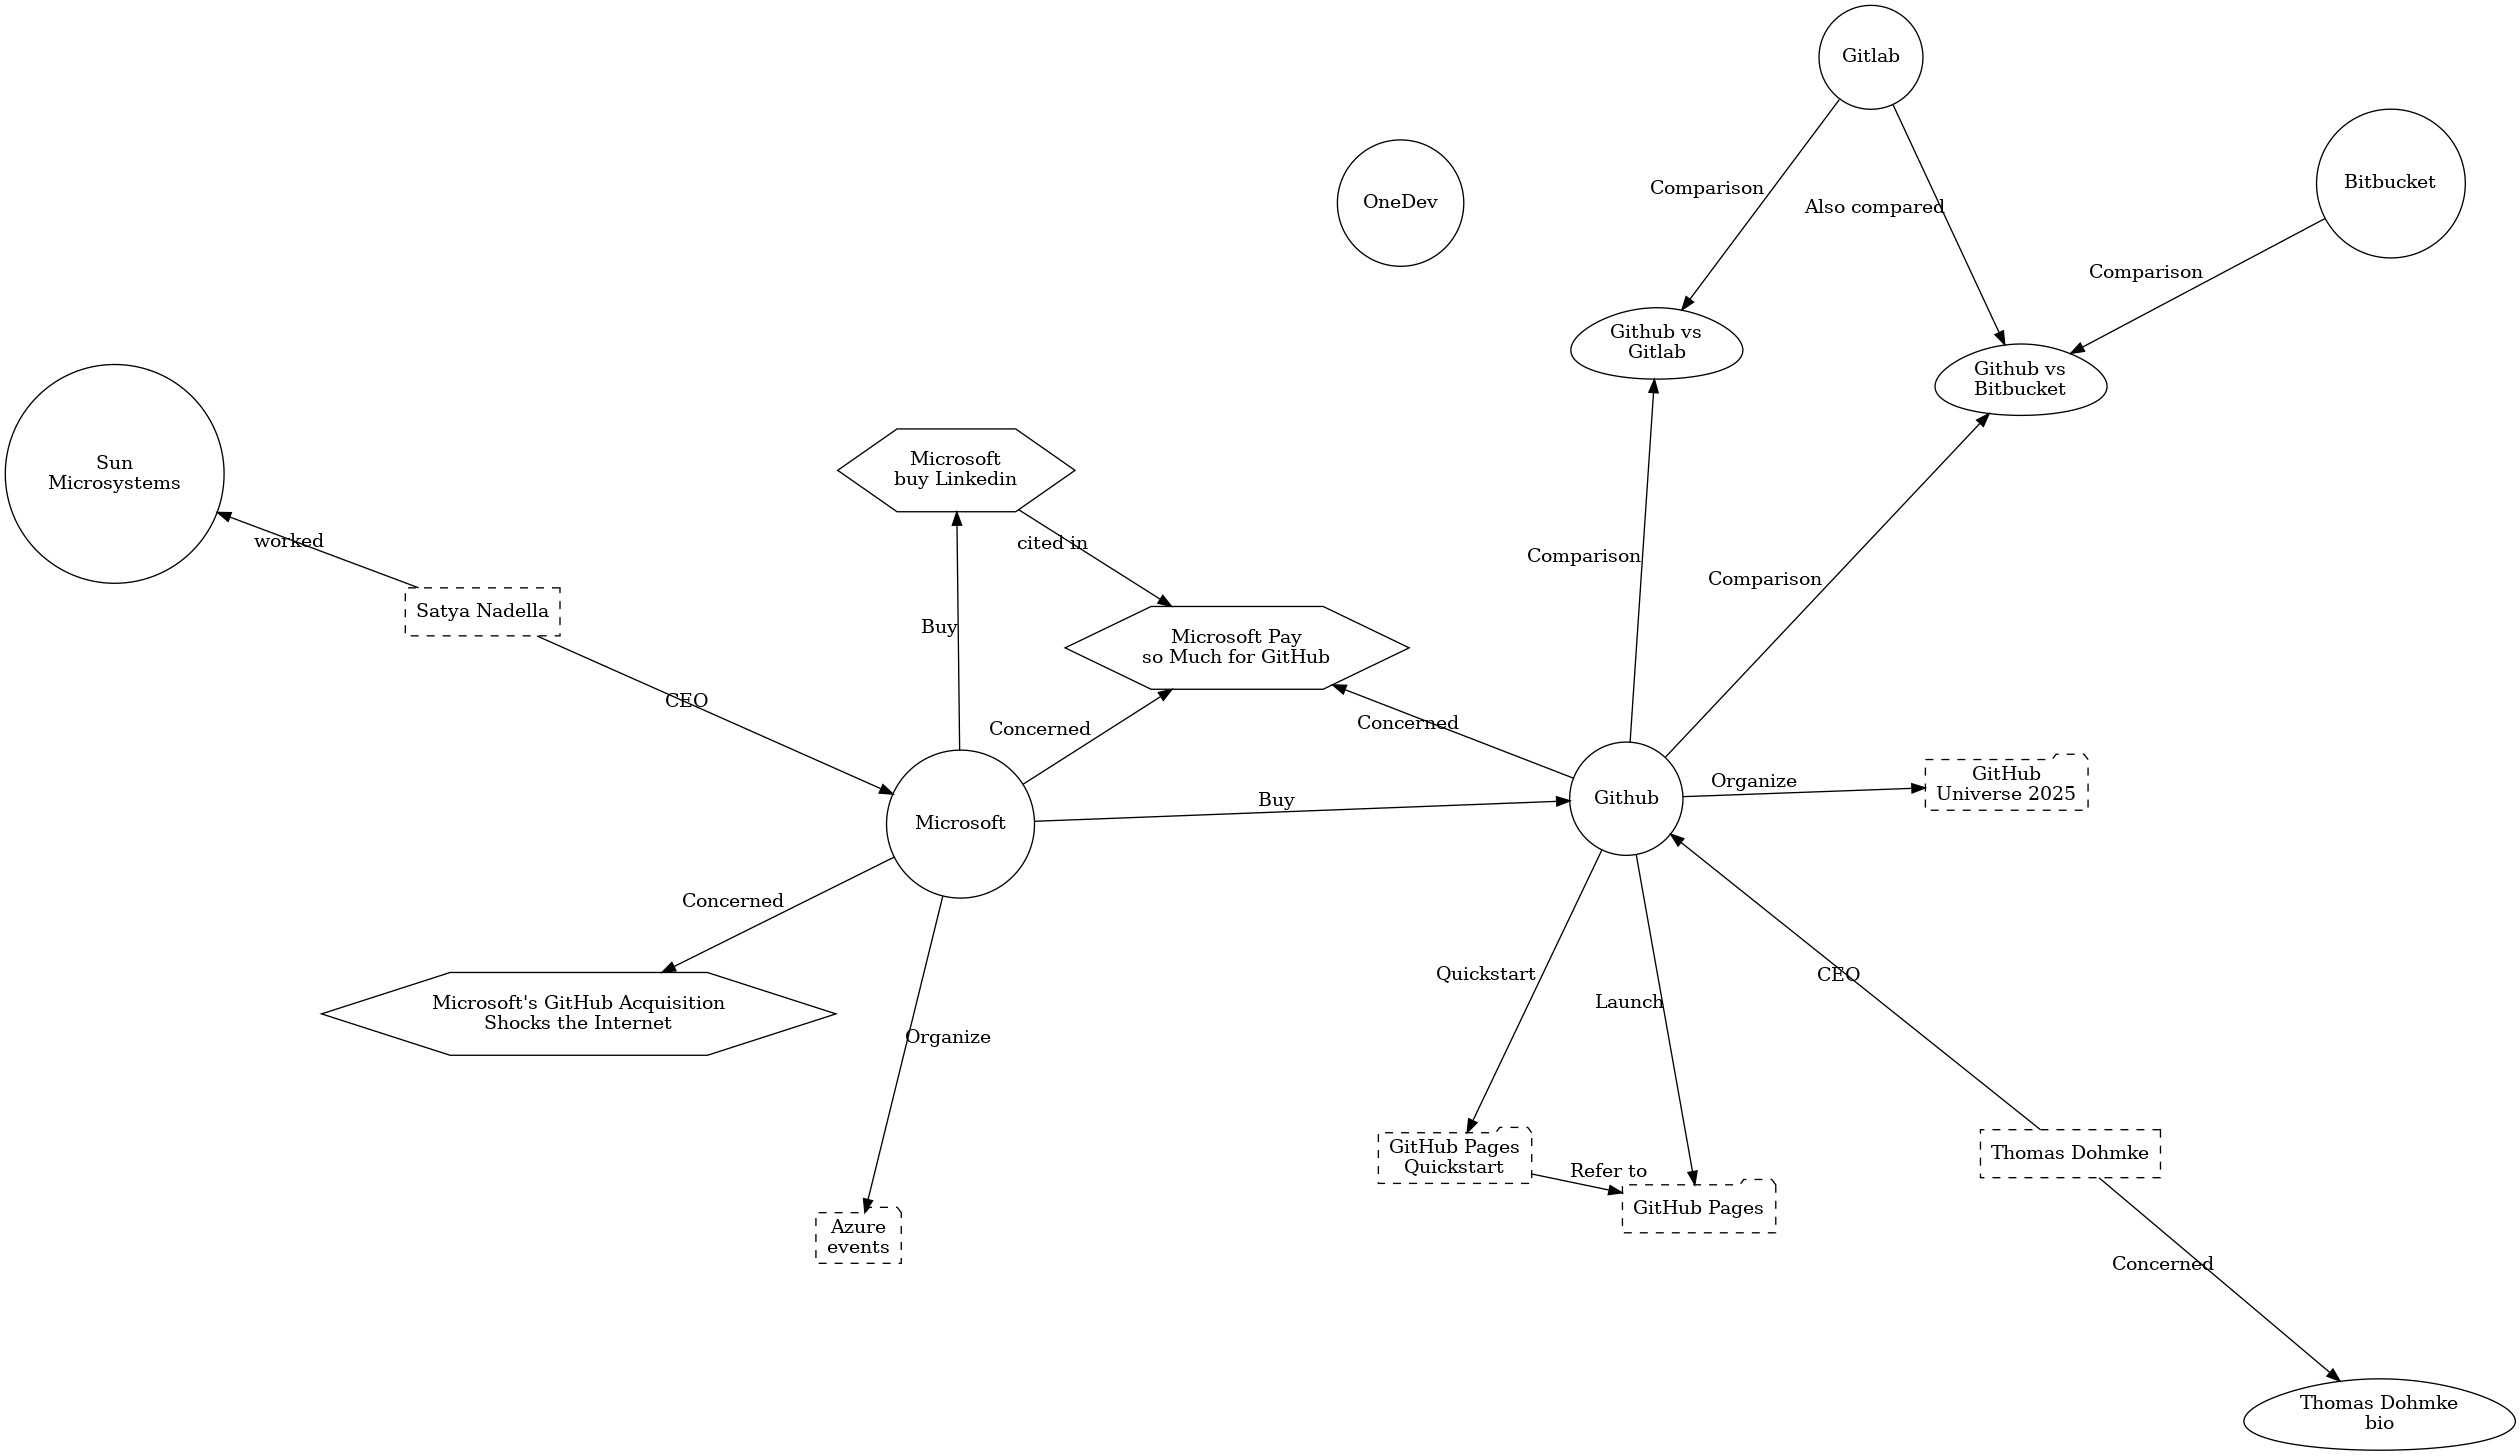 Gitlab
Bitbucket
OneDev
Comparison
Also compared
Comparison
Github vs
Gitlab
Github vs
Bitbucket
Sun
Microsystems
Microsoft
buy Linkedin
worked
cited in
Comparison
Comparison
Satya Nadella
Buy
Microsoft Pay
so Much for GitHub
CEO
Concerned
Concerned
Organize
GitHub
Universe 2025
Buy
Github
Microsoft
Concerned
Quickstart
CEO
Launch
Microsoft's GitHub Acquisition
Shocks the Internet
Organize
GitHub Pages
Quickstart
Refer to
Thomas Dohmke
GitHub Pages
Azure
events
Concerned
Thomas Dohmke
bio